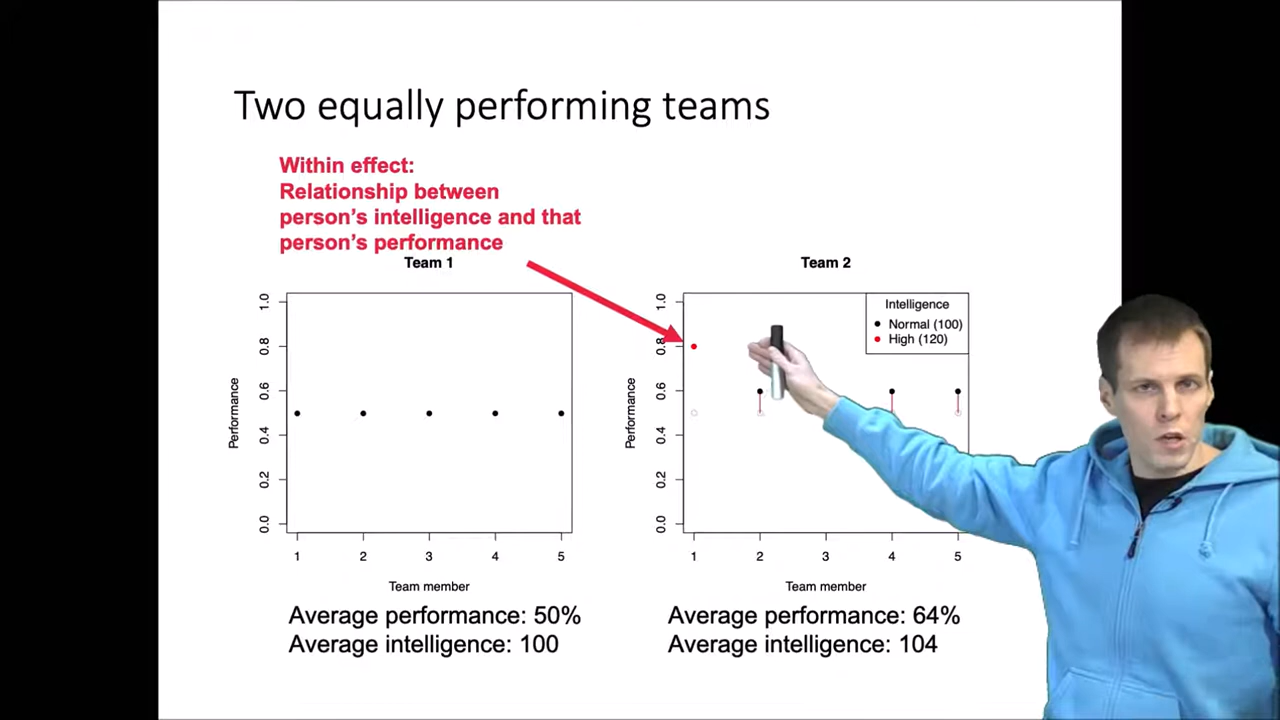 Two equally performing teams
Within effect:
Relationship between
person's intelligence and that
person's performance
Team 1
Performance
0.0 0.2 0.4 0.6 0.8 1.0
1 2 3 4 5
Team member
Average performance: 50%
Average intelligence: 100
Team 2
Intelligence
Normal (100)
High (120)
Performance
0.0 0.2 0.4 0.6 0.8 1.0
1 2 3 4 5
Team member
Average performance: 64%
Average intelligence: 104